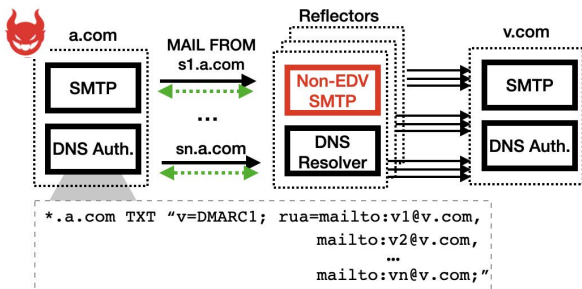 Reflectors
a.com
MAIL FROM
v.com
s1.a.com
SMTP
Non-EDV
SMTP
SMTP
...
DNS Auth.
DNS
Resolver
DNS Auth.
sn.a.com
*.a.com TXT “v=DMARC1; rua=mailto:v1@v.com,
mailto:v2@v.com,
…
mailto:vn@v.com;”